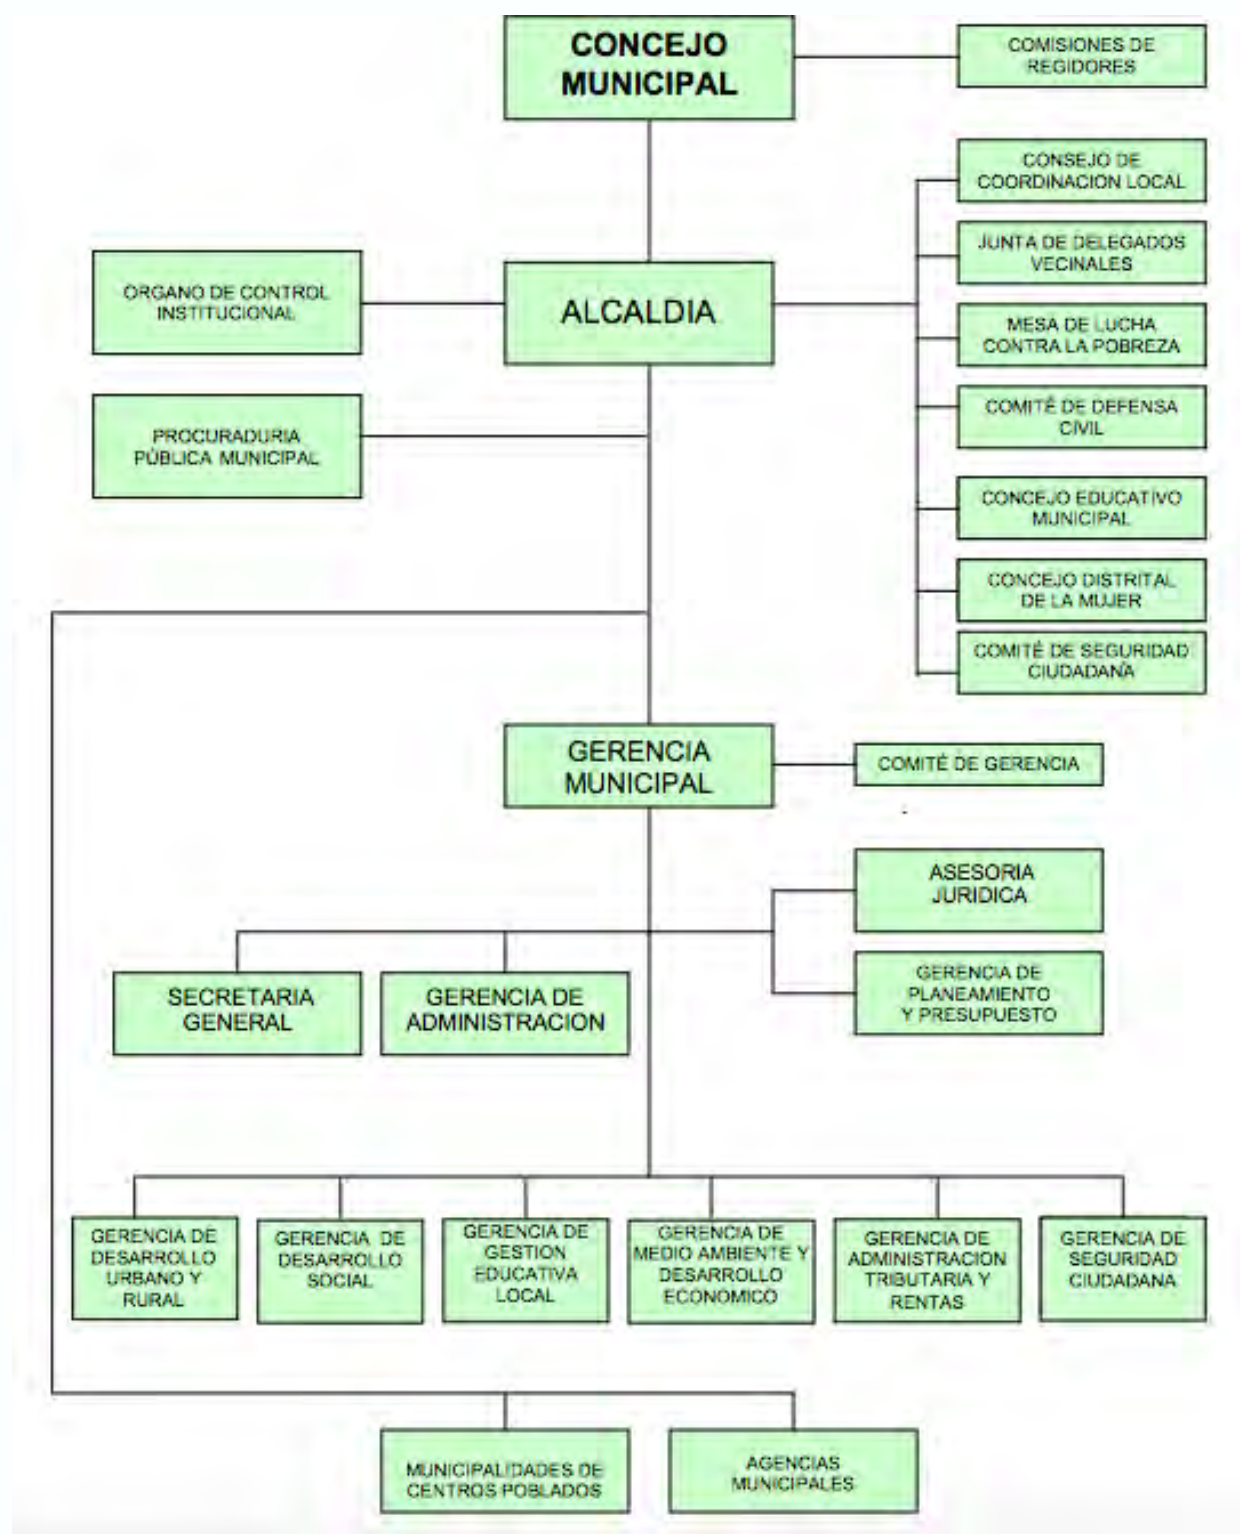 CONCEJO
MUNICIPAL
COMISIONES DE
REGIDORES
CONSEJO DE
COORDINACION LOCAL
JUNTA DE DELEGADOS
VECINALES
ORGANO DE CONTROL
INSTITUCIONAL
ALCALDIA
MESA DE LUCHA
CONTRA LA POBREZA
PROCURADURIA
PÚBLICA MUNICIPAL
COMITÉ DE DEFENSA
CIVIL
CONCEJO EDUCATIVO
MUNICIPAL
CONCEJO DISTRITAL
DE LA MUJER
COMITÉ DE SEGURIDAD
CIUDADANA
GERENCIA
MUNICIPAL
COMITÉ DE GERENCIA
ASESORIA
JURIDICA
SECRETARIA
GENERAL
GERENCIA DE
ADMINISTRACION
GERENCIA DE
PLANEAMIENTO
Y PRESUPUESTO
GERENCIA DE
DESARROLLO
URBANO Y
RURAL
GERENCIA DE
DESARROLLO
SOCIAL
GERENCIA DE
GESTION
EDUCATIVA
LOCAL
GERENCIA DE
MEDIO AMBIENTE Y
DESARROLLO
ECONOMICO
GERENCIA DE
ADMINISTRACION
TRIBUTARIA Y
RENTAS
GERENCIA DE
SEGURIDAD
CIUDADANA
MUNICIPALIDADES DE
CENTROS POBLADOS
AGENCIAS
MUNICIPALES